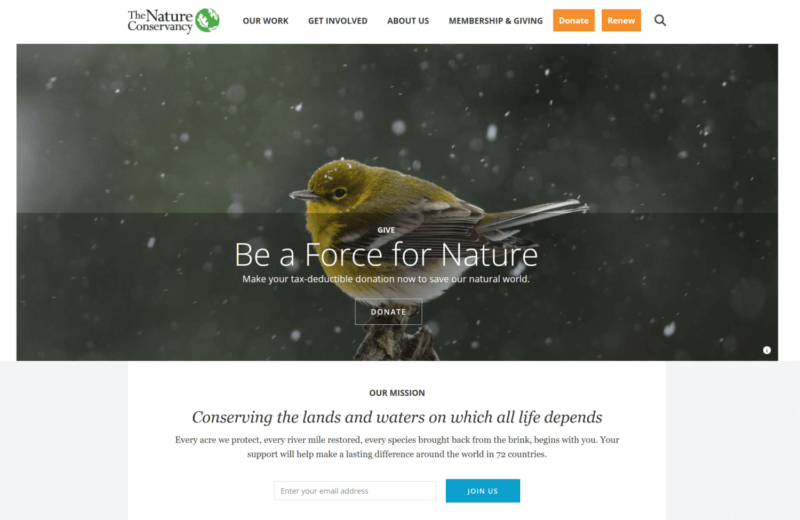 The Nature
Conservancy
OUR WORK
GET INVOLVED
ABOUT US
MEMBERSHIP & GIVING
Donate
Renew
GIVE
Be a Force for Nature
Make your tax-deductible donation now to save our natural world.
DONATE
i
OUR MISSION
Conserving the lands and waters on which all life depends
Every acre we protect, every river mile restored, every species brought back from the brink, begins with you. Your
support will help make a lasting difference around the world in 72 countries.
Enter your email address
JOIN US